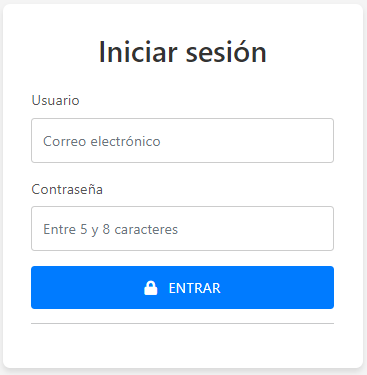 Iniciar sesión
Usuario
Correo electrónico
Contraseña
Entre 5 y 8 caracteres
ENTRAR